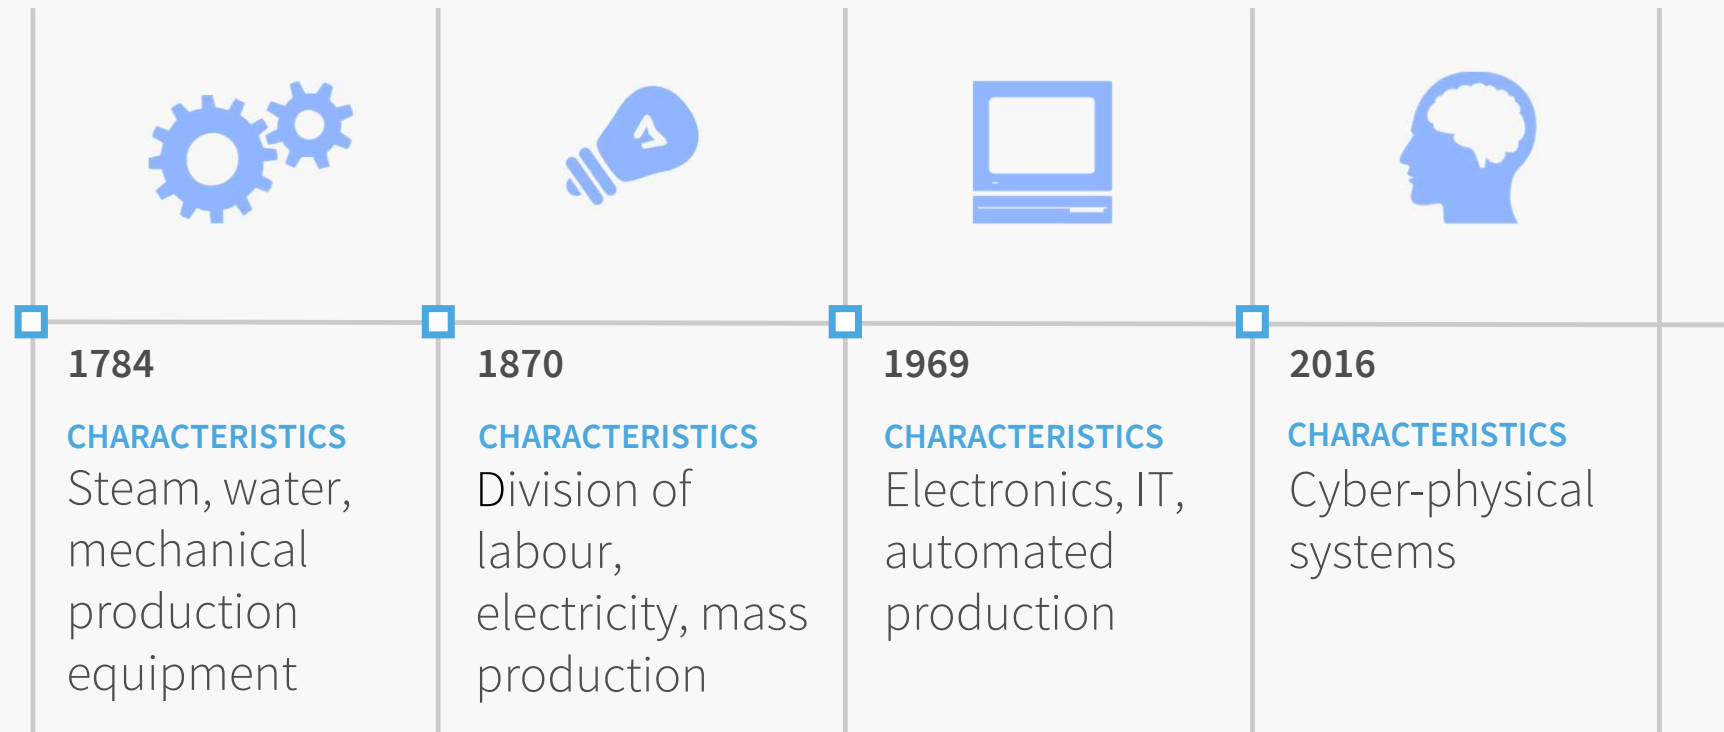 1784
CHARACTERISTICS
Steam, water,
mechanical
production
equipment
1870
CHARACTERISTICS
Division of
labour,
electricity, mass
production
1969
CHARACTERISTICS
Electronics, IT,
automated
production
2016
CHARACTERISTICS
Cyber-physical
systems